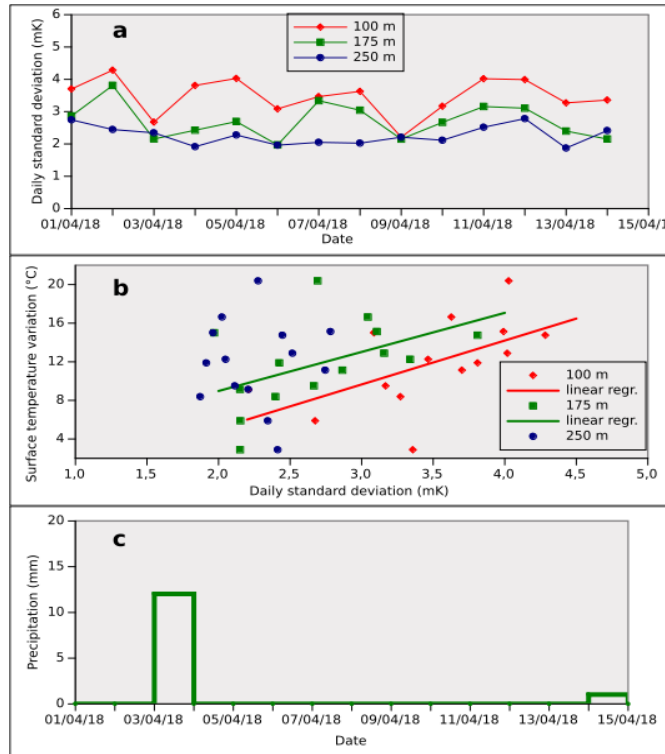 a
100 m
175 m
250 m
Daily standard deviation (mK)
6
5
4
3
2
1
0
01/04/18 03/04/18 05/04/18 07/04/18 09/04/18 11/04/18 13/04/18 15/04/1
Date
b
Surface temperature variation (°C)
20
16
12
8
4
100 m
linear regr.
175 m
linear regr.
250 m
1,0 1,5 2,0 2,5 3,0 3,5 4,0 4,5 5,0
Daily standard deviation (mK)
c
Precipitation (mm)
20
15
10
5
0
01/04/18 03/04/18 05/04/18 07/04/18 09/04/18 11/04/18 13/04/18 15/04/18
Date